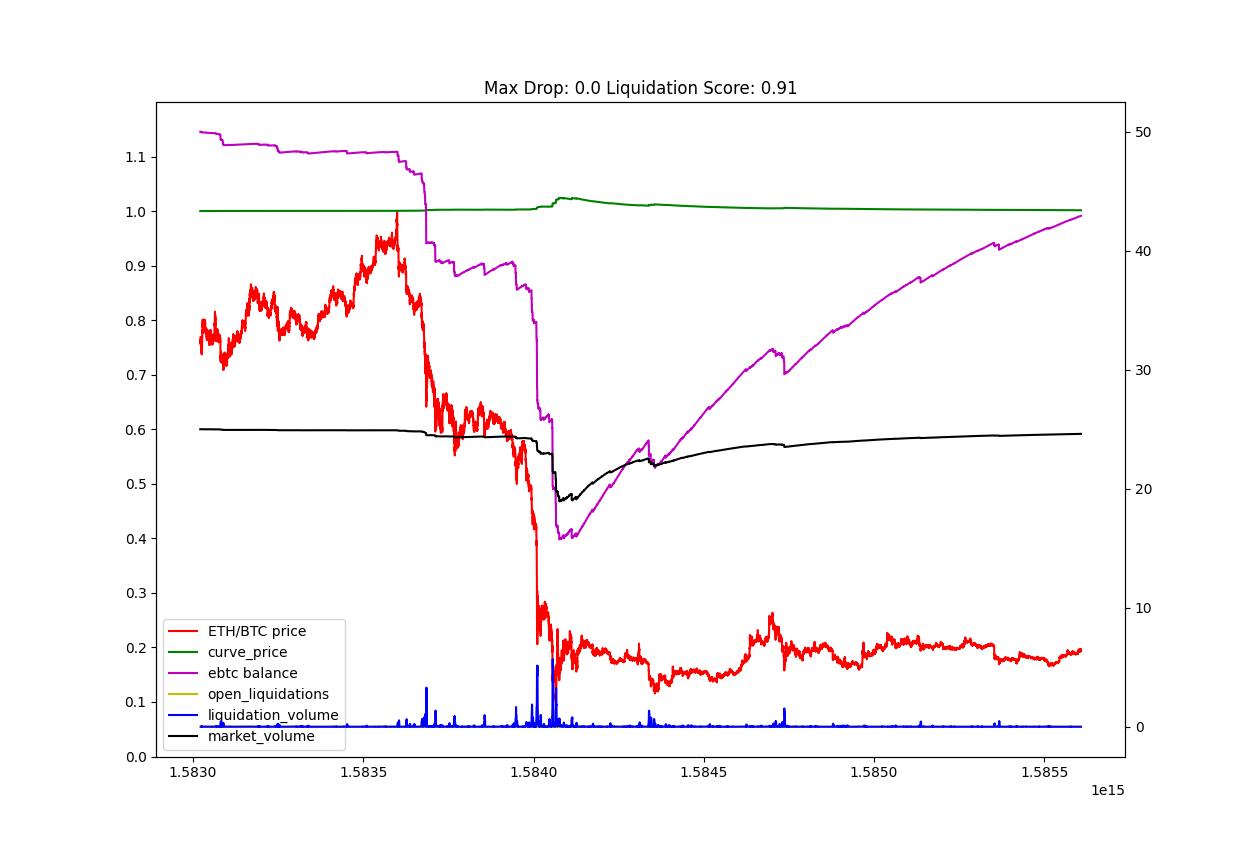 Max Drop: 0.0 Liquidation Score: 0.91
1.1
1.0
0.9
0.8
0.7
0.6
0.5
0.4
0.3
0.2
0.1
0.0
50
40
30
20
10
0
ETH/BTC price
curve_price
ebtc balance
open_liquidations
liquidation_volume
market_volume
1.5830 1.5835 1.5840 1.5845 1.5850 1.5855
1e15